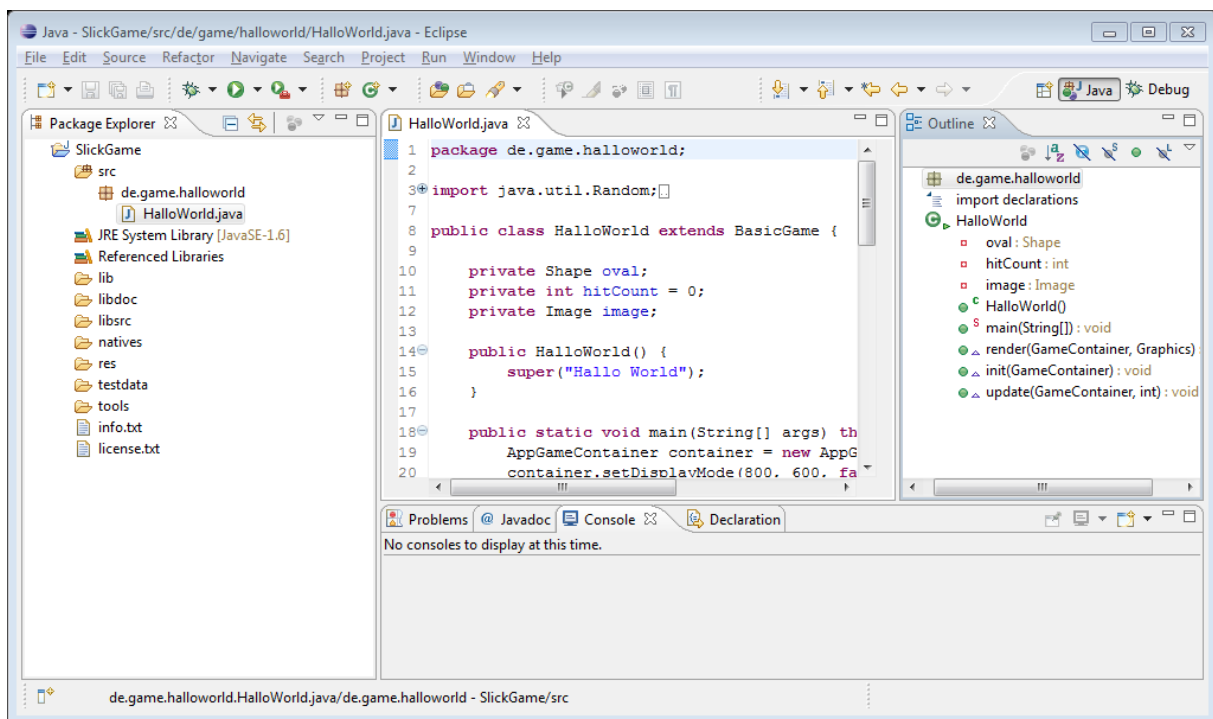 Java - SlickGame/src/de/game/halloworld/HalloWorld.java - Eclipse
File Edit Source Refactor Navigate Search Project Run Window Help
Java Debug
Package Explorer
SlickGame
src
de.game.halloworld
HalloWorld.java
JRE System Library [JavaSE-1.6]
Referenced Libraries
lib
libdoc
libsrc
natives
res
testdata
tools
info.txt
license.txt
HalloWorld.java
1 package de.game.halloworld;
2
3 import java.util.Random;
7
8 public class HalloWorld extends BasicGame {
9
10 private Shape oval;
11 private int hitCount = 0;
12 private Image image;
13
14 public HalloWorld() {
15 super("Hallo World");
16 }
17
18 public static void main(String[] args) th
19 AppGameContainer container = new AppG
20 container.setDisplayMode(800, 600, fa
Outline
de.game.halloworld
import declarations
HalloWorld
oval : Shape
hitCount : int
image : Image
HalloWorld()
main(String[]) : void
render(GameContainer, Graphics)
init(GameContainer) : void
update(GameContainer, int) : void
Problems @ Javadoc Console Declaration
No consoles to display at this time.
de.game.halloworld.HalloWorld.java/de.game.halloworld - SlickGame/src